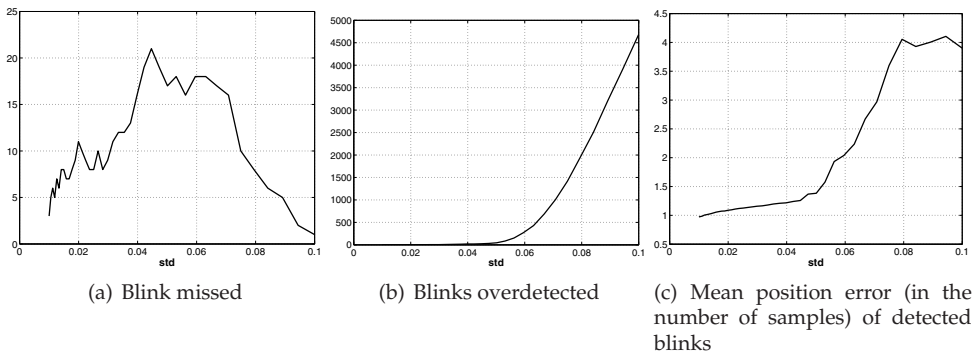 25
20
15
10
5
0
0 0.02 0.04 0.06 0.08 0.1
std
(a) Blink missed
5000
4500
4000
3500
3000
2500
2000
1500
1000
500
0
0 0.02 0.04 0.06 0.08 0.1
std
(b) Blinks overdetected
4.5
4
3.5
3
2.5
2
1.5
1
0.5
0 0.02 0.04 0.06 0.08 0.1
std
(c) Mean position error (in the
number of samples) of detected
blinks